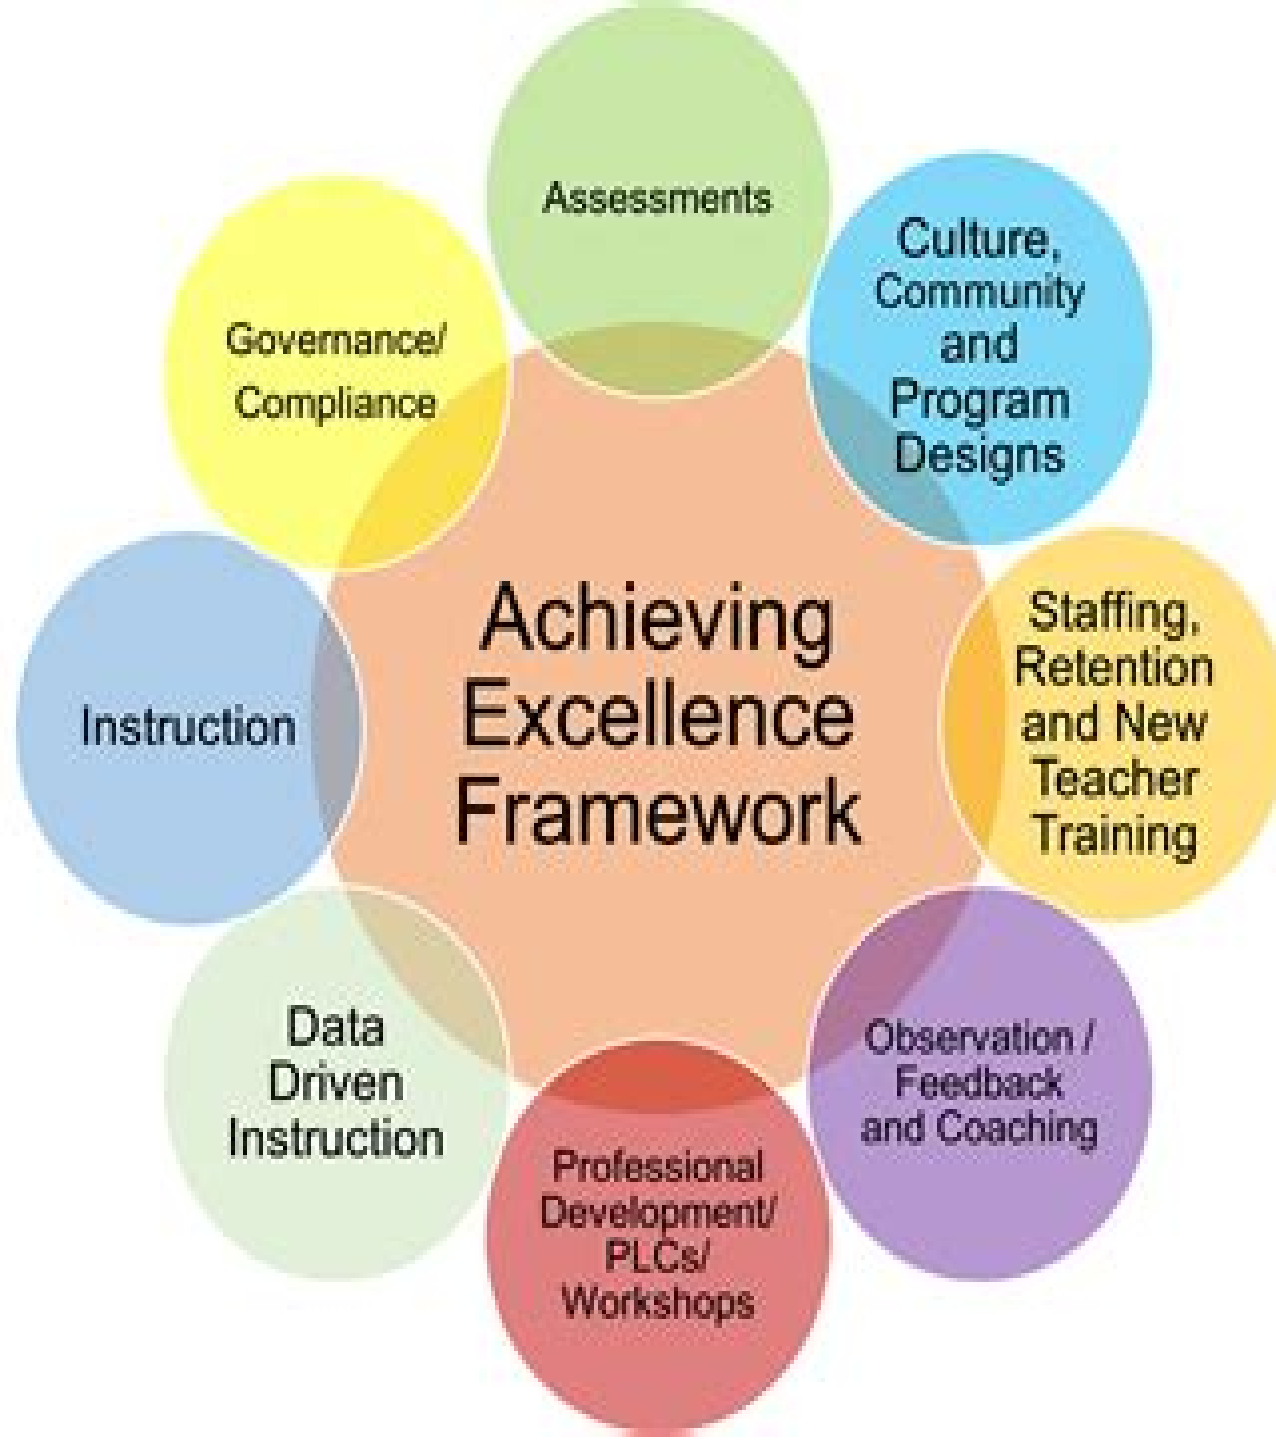 Assessments
Culture,
Community
and
Program
Designs
Staffing,
Retention
and New
Teacher
Training
Observation /
Feedback
and Coaching
Professional
Development/
PLCs/
Workshops
Data
Driven
Instruction
Instruction
Governance/
Compliance
Achieving
Excellence
Framework